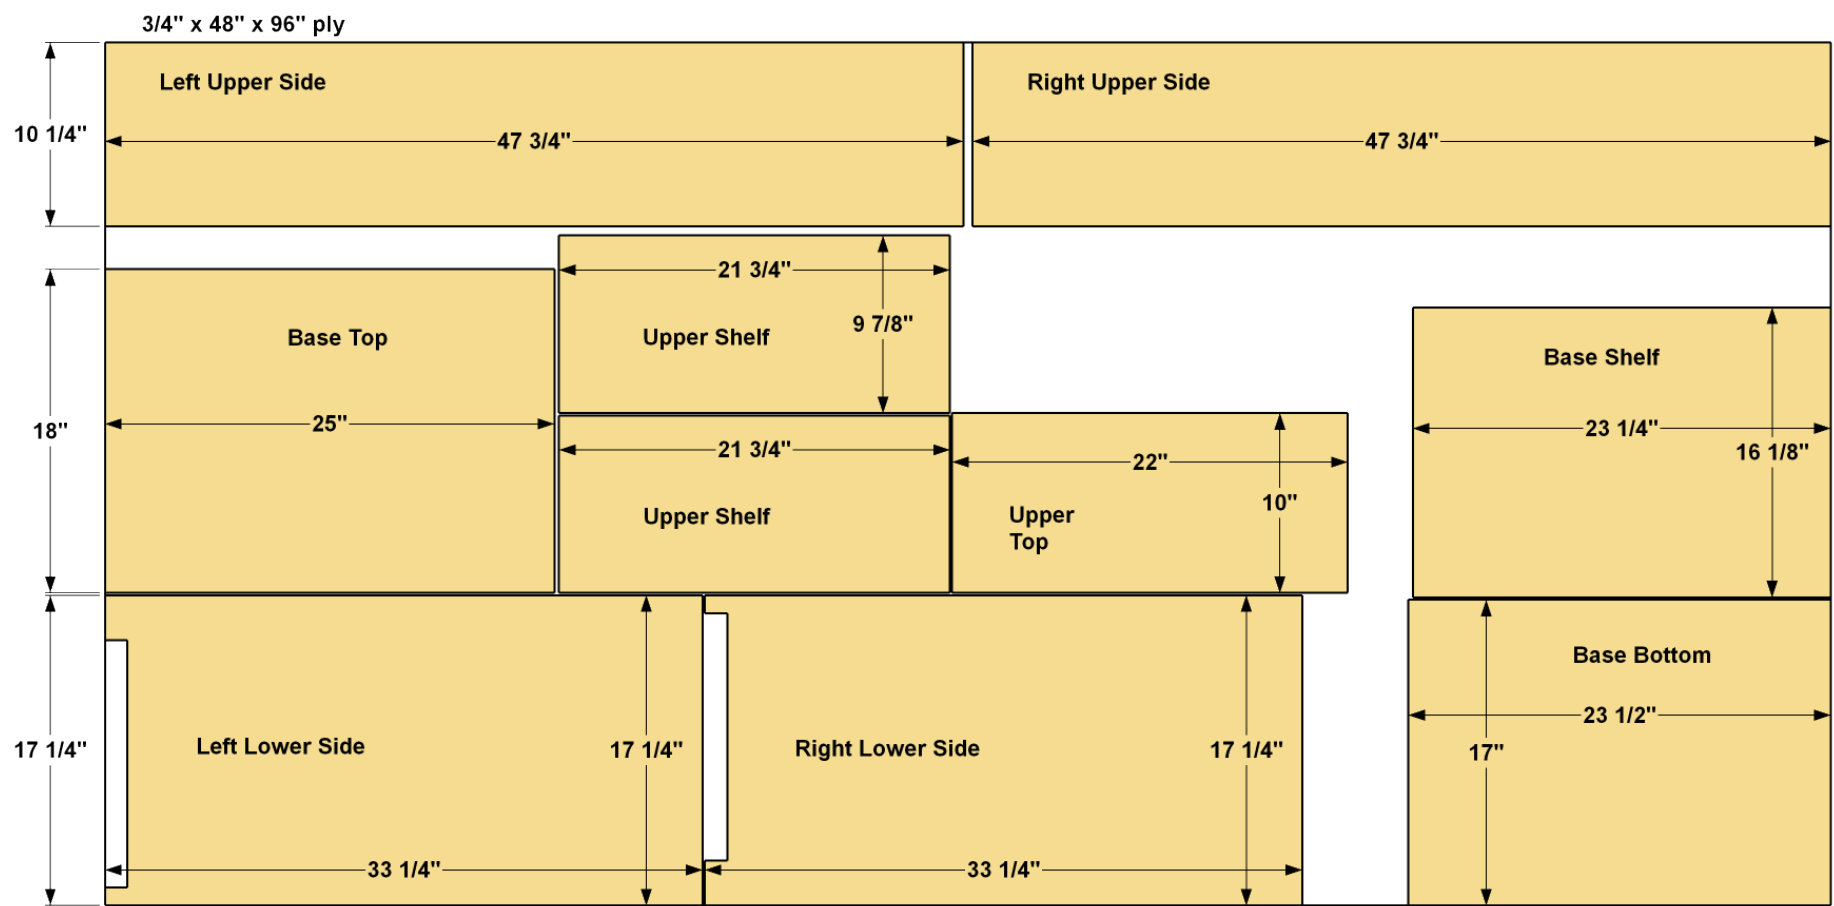 3/4" x 48" x 96" ply
Left Upper Side
Right Upper Side
10 1/4"
47 3/4"
47 3/4"
21 3/4"
9 7/8"
Base Top
Upper Shelf
Base Shelf
25"
18"
23 1/4"
16 1/8"
21 3/4"
22"
10"
Upper Shelf
Upper
Top
Base Bottom
23 1/2"
17 1/4"
Left Lower Side
17 1/4"
Right Lower Side
17 1/4"
17"
33 1/4"
33 1/4"